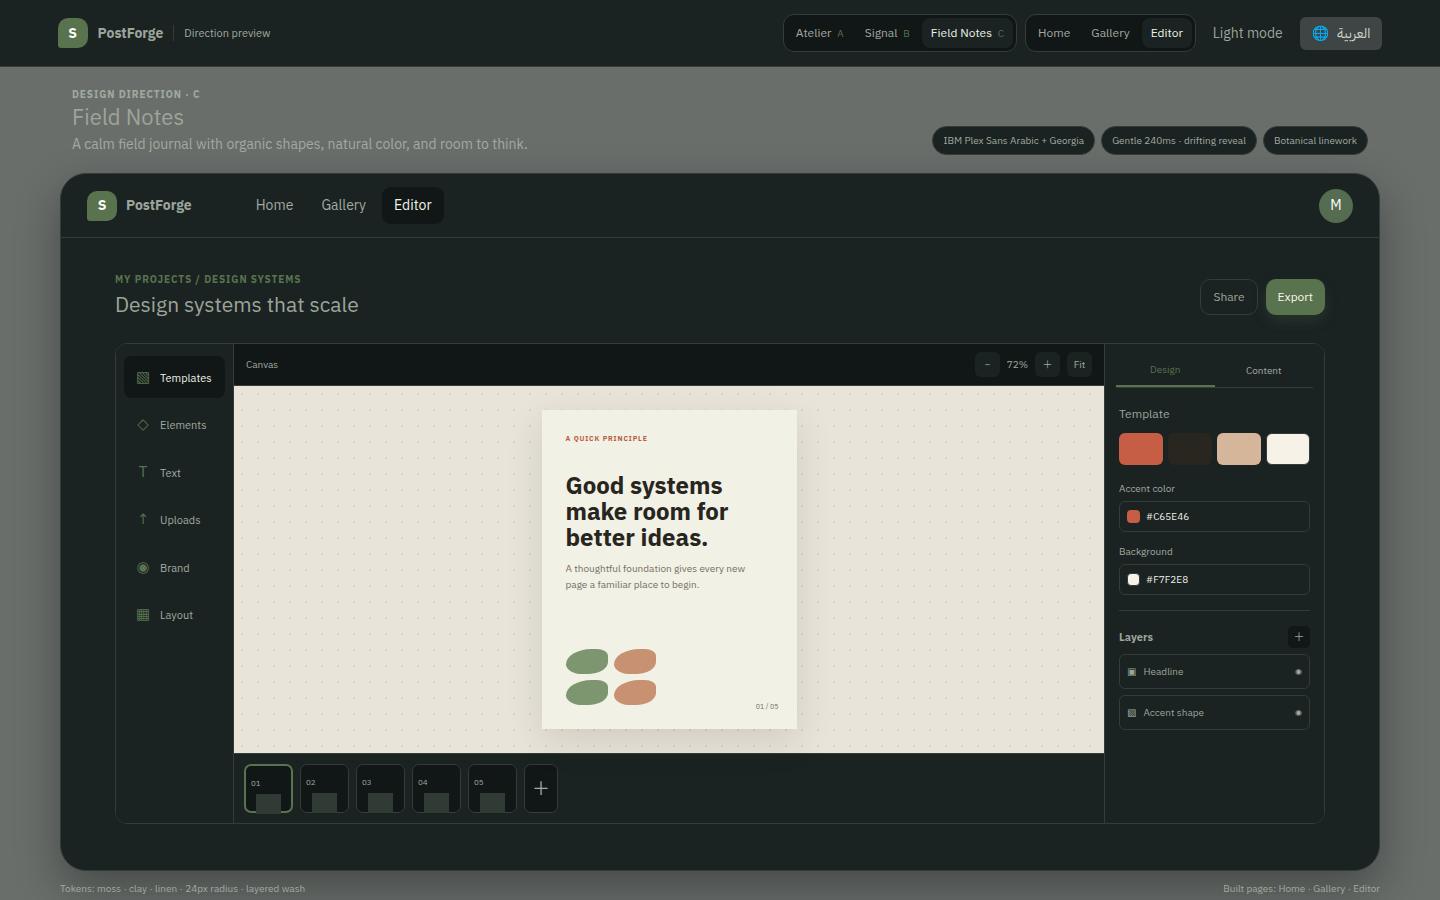 S PostForge Direction preview
Atelier A Signal B Field Notes C
Home Gallery Editor
Light mode
العربية
DESIGN DIRECTION · C
Field Notes
A calm field journal with organic shapes, natural color, and room to think.
IBM Plex Sans Arabic + Georgia
Gentle 240ms · drifting reveal
Botanical linework
S PostForge Home Gallery Editor M
MY PROJECTS / DESIGN SYSTEMS
Design systems that scale
Share Export
Templates
Elements
T Text
Uploads
Brand
Layout
Canvas
− 72% + Fit
A QUICK PRINCIPLE
Good systems
make room for
better ideas.
A thoughtful foundation gives every new
page a familiar place to begin.
01 / 05
01 02 03 04 05 +
Design Content
Template
Accent color
#C65E46
Background
#F7F2E8
Layers +
Headline
Accent shape
Tokens: moss · clay · linen · 24px radius · layered wash
Built pages: Home · Gallery · Editor